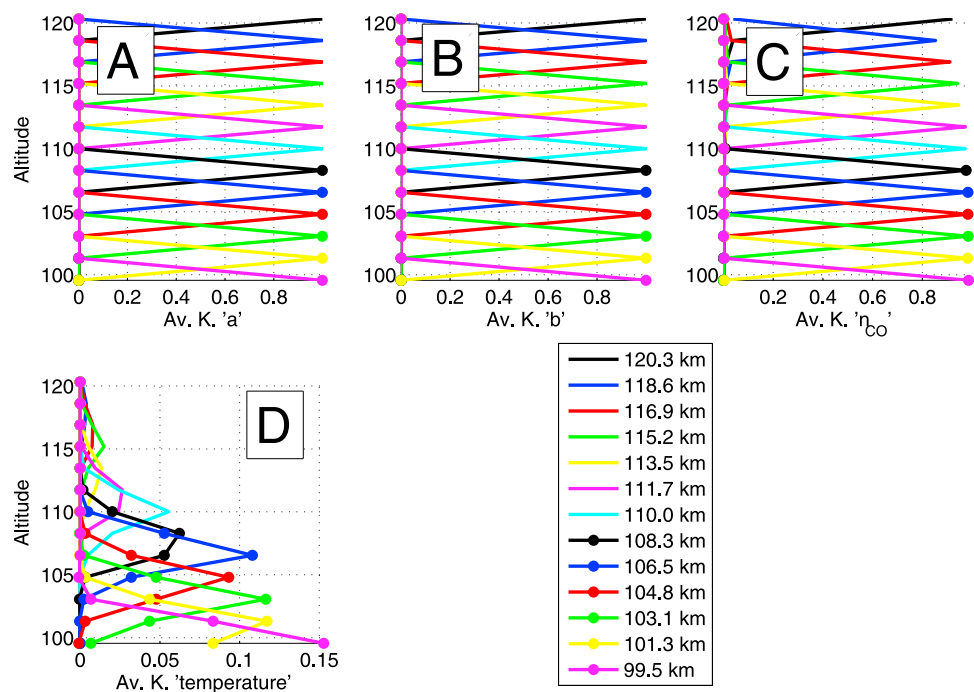 120
115
110
105
100
Altitude
A
0
0.2
0.4
0.6
0.8
Av. K. 'a'
120
115
110
105
100
B
0
0.2
0.4
0.6
0.8
Av. K. 'b'
120
115
110
105
100
C
0.2
0.4
0.6
0.8
Av. K. 'ηCO'
120
115
110
105
100
Altitude
D
0
0.05
0.1
0.15
Av. K. 'temperature'
120.3 km
118.6 km
116.9 km
115.2 km
113.5 km
111.7 km
110.0 km
108.3 km
106.5 km
104.8 km
103.1 km
101.3 km
99.5 km